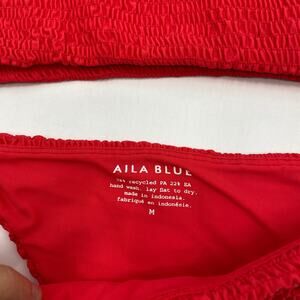 AILA BLUE
recycled PA 22% EA
hand wash. lay flat to dry.
made in indonesia.
fabriqué en indonésie.
M